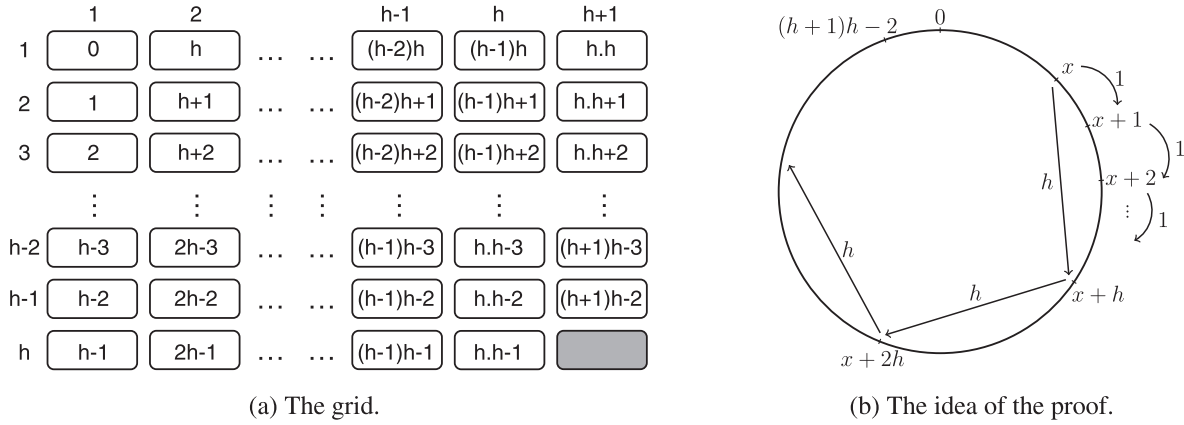 1 2 h-1 h h+1
1 0 h ... ... (h-2)h (h-1)h h.h
2 1 h+1 ... ... (h-2)h+1 (h-1)h+1 h.h+1
3 2 h+2 ... ... (h-2)h+2 (h-1)h+2 h.h+2
⋮ ⋮ ⋮ ⋮ ⋮ ⋮ ⋮
h-2 h-3 2h-3 ... ... (h-1)h-3 h.h-3 (h+1)h-3
h-1 h-2 2h-2 ... ... (h-1)h-2 h.h-2 (h+1)h-2
h h-1 2h-1 ... ... (h-1)h-1 h.h-1
(a) The grid.
(h + 1)h − 2 0
x 1
x + 1
1
x + 2
h ⋮ 1
h
h x + h
x + 2h
(b) The idea of the proof.